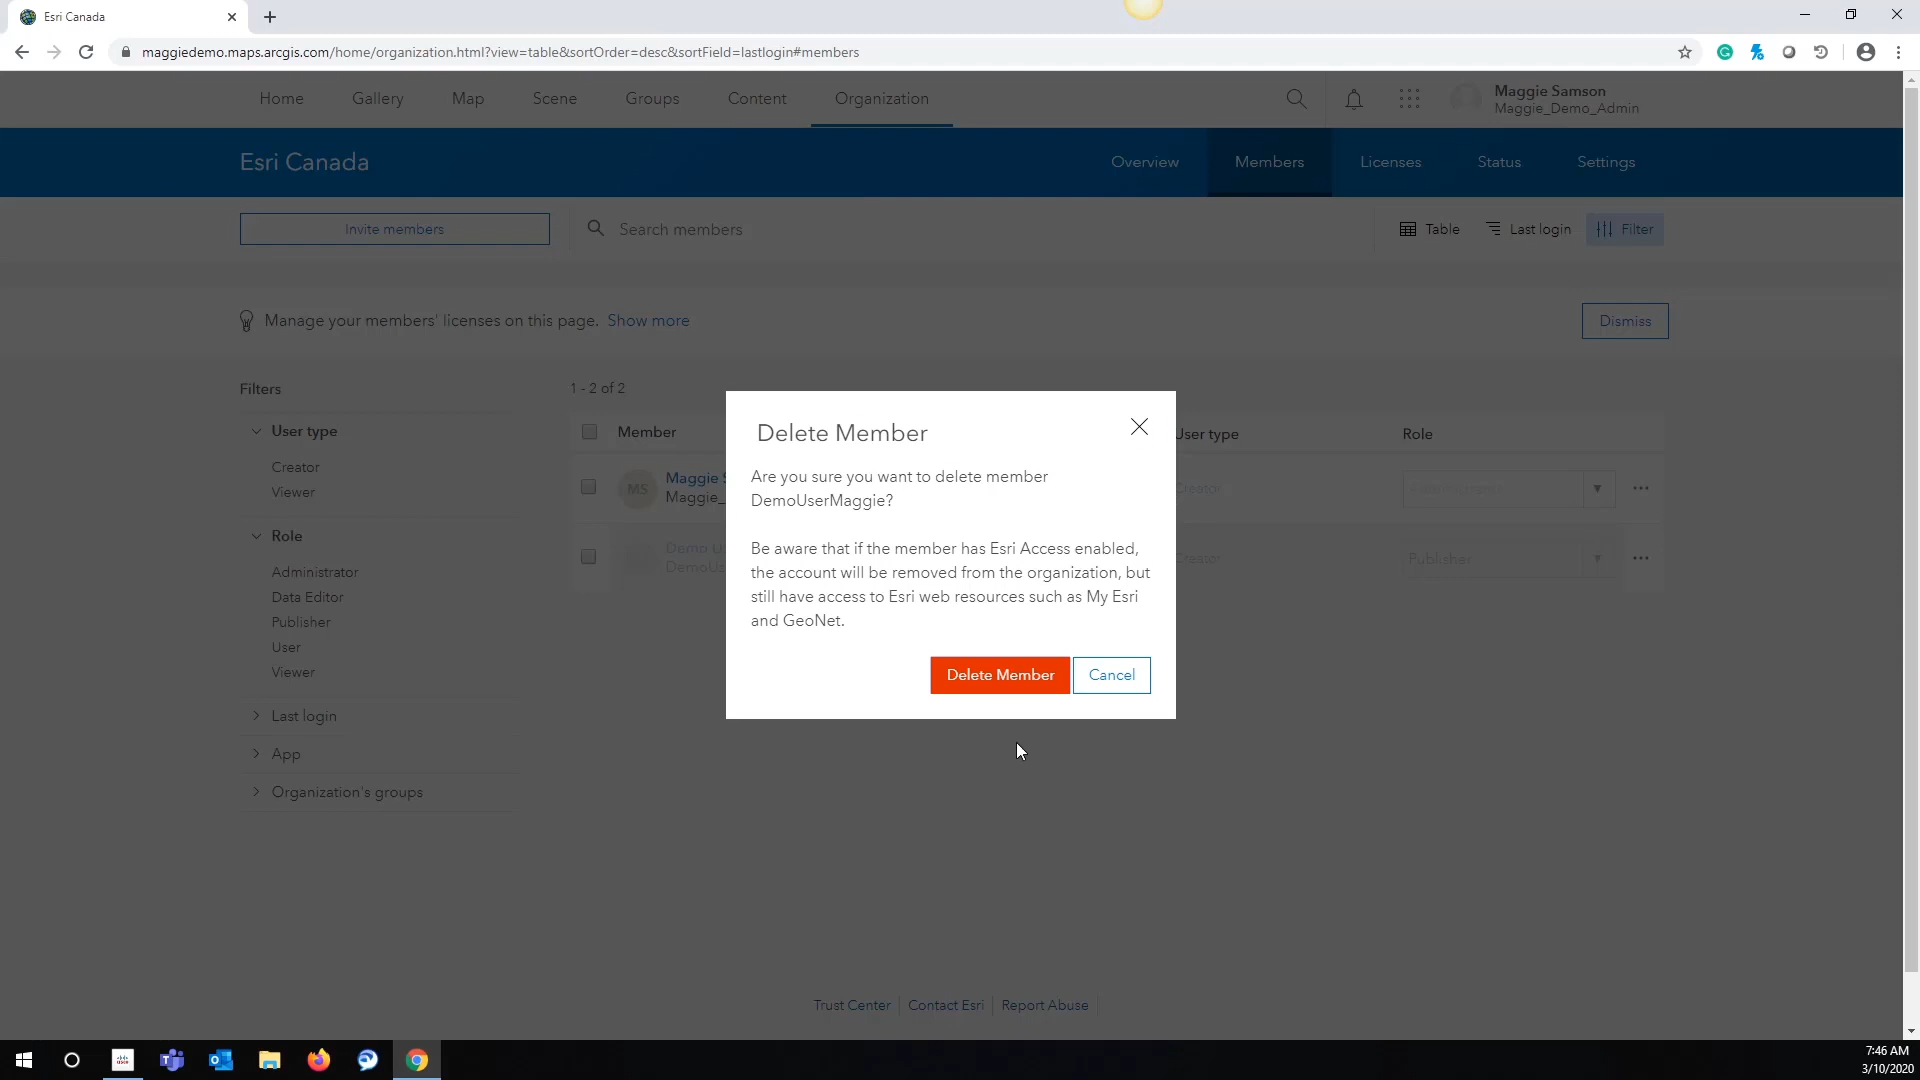 Esri Canada
maggiedemo.maps.arcgis.com/home/organization.html?view=table&sortOrder=desc&sortField=lastlogin#members
Home Gallery Map Scene Groups Content Organization
Maggie Samson
Maggie_Demo_Admin
Esri Canada
Overview Members Licenses Status Settings
Invite members
Search members
Table Last login Filter
Manage your members' licenses on this page. Show more
Dismiss
Filters
1 - 2 of 2
User type
Creator
Viewer
Role
Administrator
Data Editor
Publisher
User
Viewer
Last login
App
Organization's groups
Member
User type
Role
MS
Maggie S
Maggie_
Creator
Administrator
Demo U
DemoUs
Creator
Publisher
Delete Member
Are you sure you want to delete member
DemoUserMaggie?
Be aware that if the member has Esri Access enabled,
the account will be removed from the organization, but
still have access to Esri web resources such as My Esri
and GeoNet.
Delete Member Cancel
Trust Center Contact Esri Report Abuse
7:46 AM
3/10/2020